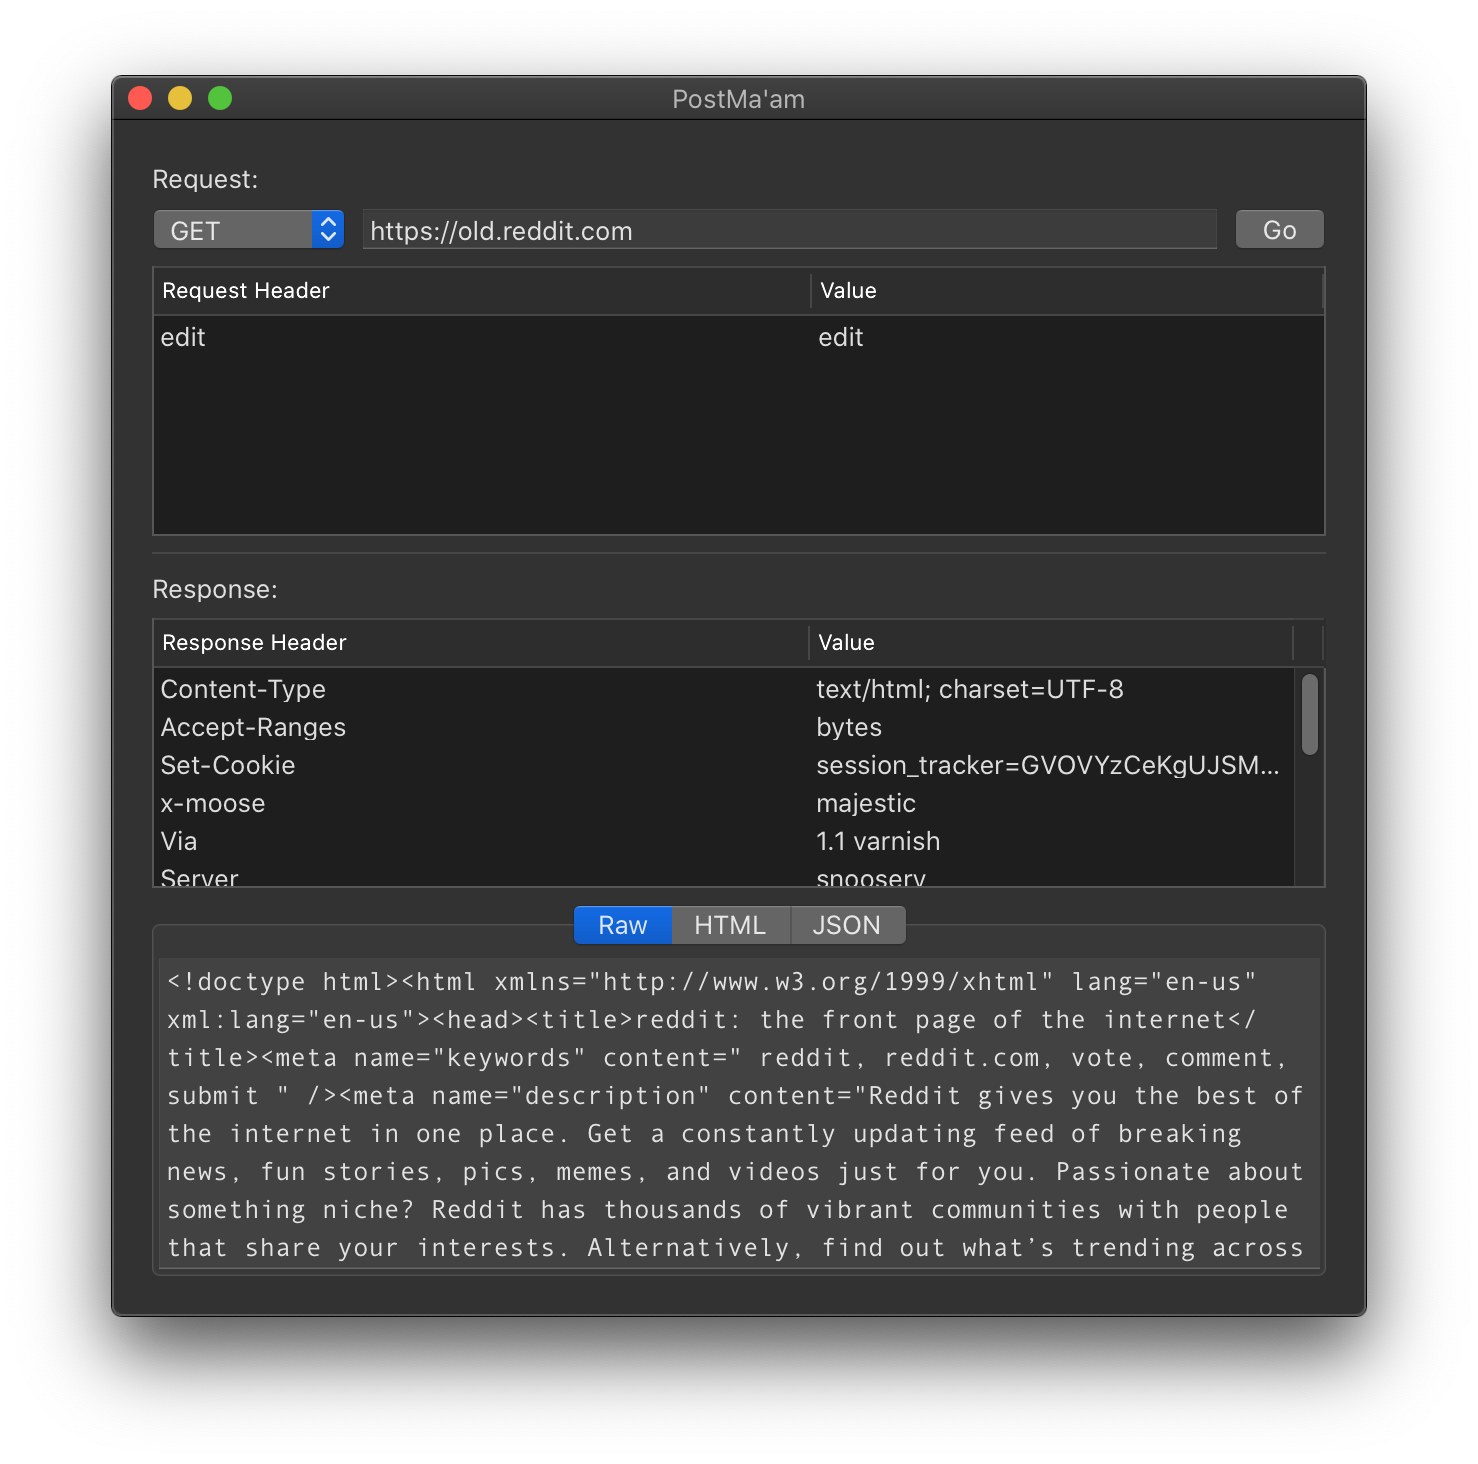 PostMa'am
Request:
GET https://old.reddit.com Go
Request Header Value
edit edit
Response:
Response Header Value
Content-Type text/html; charset=UTF-8
Accept-Ranges bytes
Set-Cookie session_tracker=GVOVYzCeKgUJSM...
x-moose majestic
Via 1.1 varnish
Server snooserv
Raw HTML JSON
<!doctype html><html xmlns="http://www.w3.org/1999/xhtml" lang="en-us"
xml:lang="en-us"><head><title>reddit: the front page of the internet</
title><meta name="keywords" content=" reddit, reddit.com, vote, comment,
submit " /><meta name="description" content="Reddit gives you the best of
the internet in one place. Get a constantly updating feed of breaking
news, fun stories, pics, memes, and videos just for you. Passionate about
something niche? Reddit has thousands of vibrant communities with people
that share your interests. Alternatively, find out what’s trending across